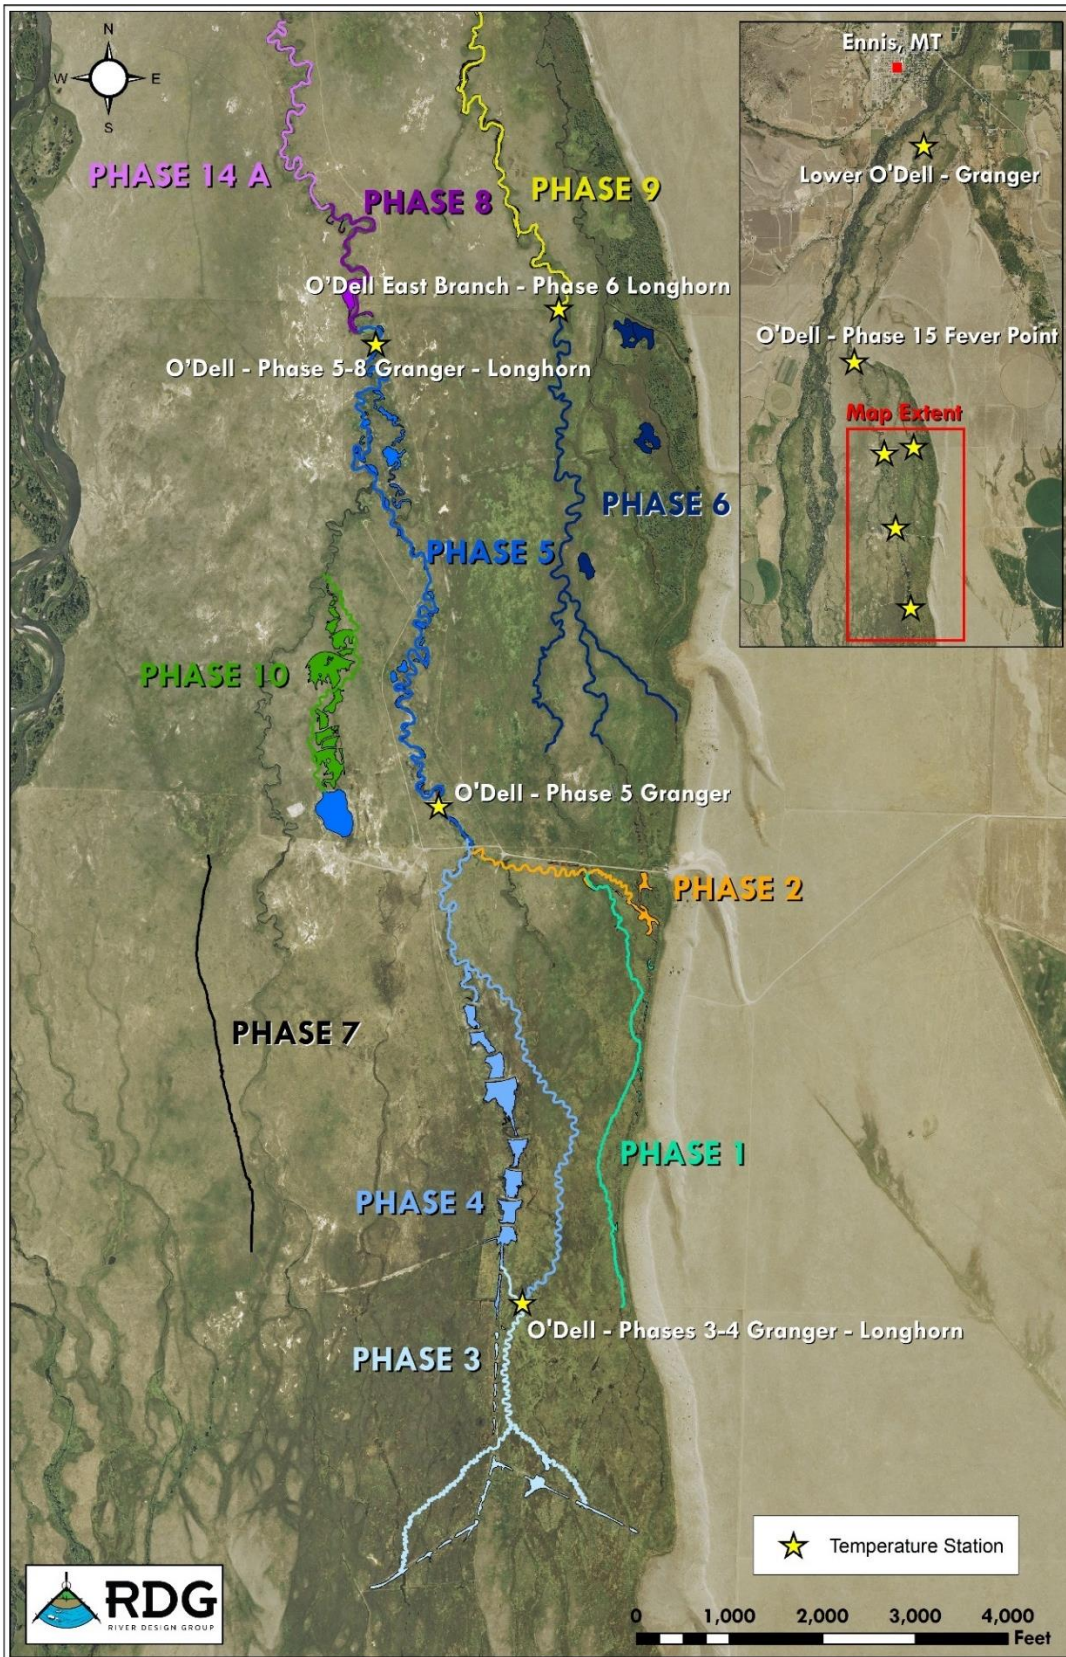 N
W E
S
Ennis, MT
Lower O'Dell - Granger
O'Dell - Phase 15 Fever Point
Map Extent
PHASE 14 A
PHASE 8
PHASE 9
O'Dell East Branch - Phase 6 Longhorn
O'Dell - Phase 5-8 Granger - Longhorn
PHASE 6
PHASE 5
PHASE 10
O'Dell - Phase 5 Granger
PHASE 2
PHASE 7
PHASE 1
PHASE 4
O'Dell - Phases 3-4 Granger - Longhorn
PHASE 3
Temperature Station
RDG
RIVER DESIGN GROUP
0 1,000 2,000 3,000 4,000
Feet